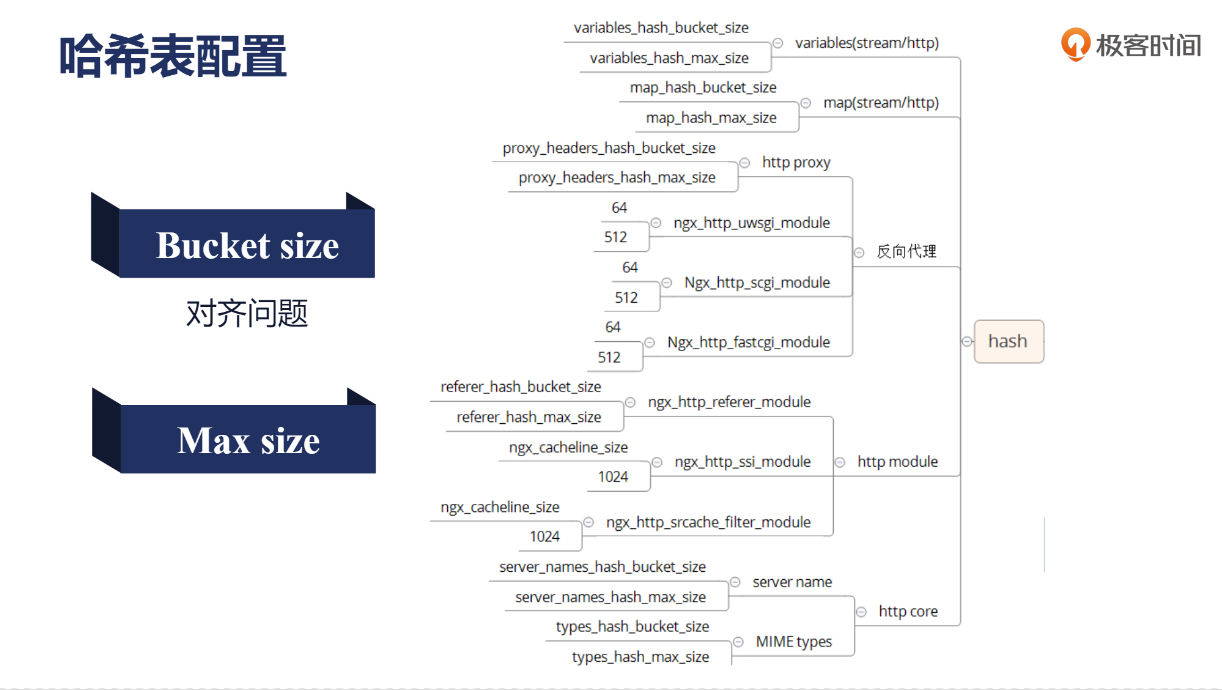 哈希表配置
极客时间
Bucket size
对齐问题
Max size
variables_hash_bucket_size
variables_hash_max_size
variables(stream/http)
map_hash_bucket_size
map_hash_max_size
map(stream/http)
proxy_headers_hash_bucket_size
proxy_headers_hash_max_size
http proxy
64
512
ngx_http_uwsgi_module
64
512
Ngx_http_scgi_module
64
512
Ngx_http_fastcgi_module
反向代理
referer_hash_bucket_size
referer_hash_max_size
ngx_http_referer_module
ngx_cacheline_size
1024
ngx_http_ssi_module
ngx_cacheline_size
1024
ngx_http_srcache_filter_module
http module
server_names_hash_bucket_size
server_names_hash_max_size
server name
types_hash_bucket_size
types_hash_max_size
MIME types
http core
hash